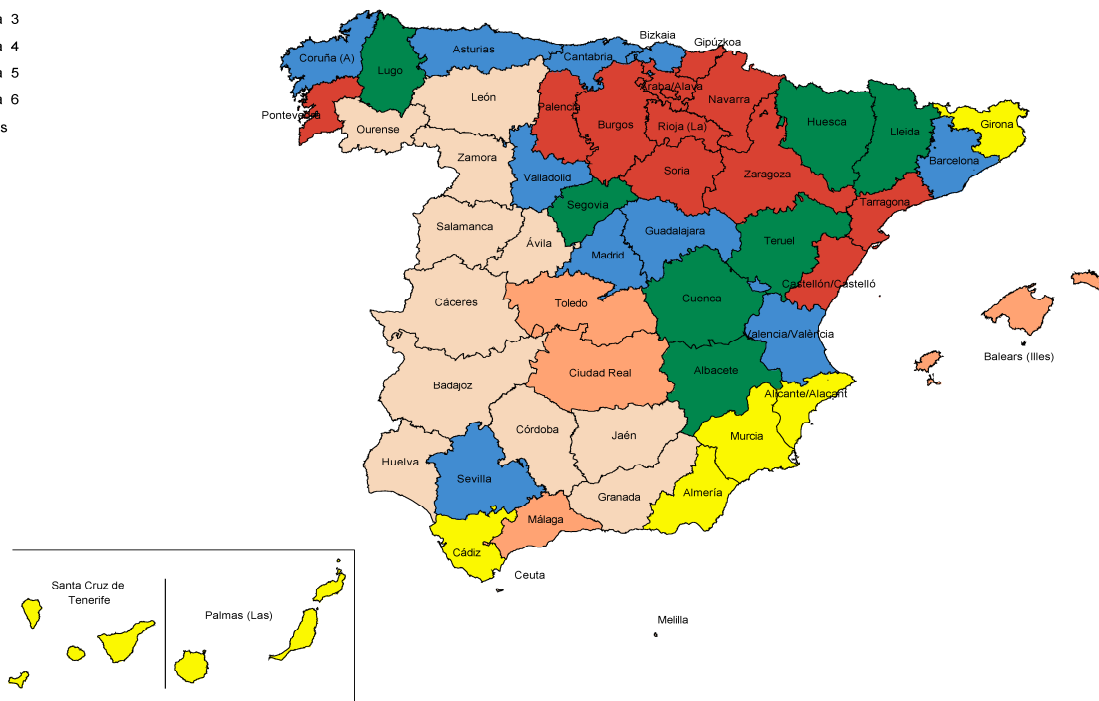 a 3
a 4
a 5
a 6
s
Bizkaia
Gipúzkoa
Coruña (A)
Asturias
Cantabria
Lugo
León
Palencia
Araba/Alava
Navarra
Pontevedra
Ourense
Burgos
Rioja (La)
Huesca
Lleida
Girona
Zamora
Valladolid
Soria
Zaragoza
Barcelona
Segovia
Tarragona
Salamanca
Ávila
Guadalajara
Teruel
Madrid
Cáceres
Toledo
Cuenca
Castellón/Castelló
Valencia/València
Balears (Illes)
Badajoz
Ciudad Real
Albacete
Alicante/Alacant
Córdoba
Jaén
Murcia
Huelva
Sevilla
Granada
Almería
Málaga
Cádiz
Ceuta
Santa Cruz de
Tenerife
Palmas (Las)
Melilla